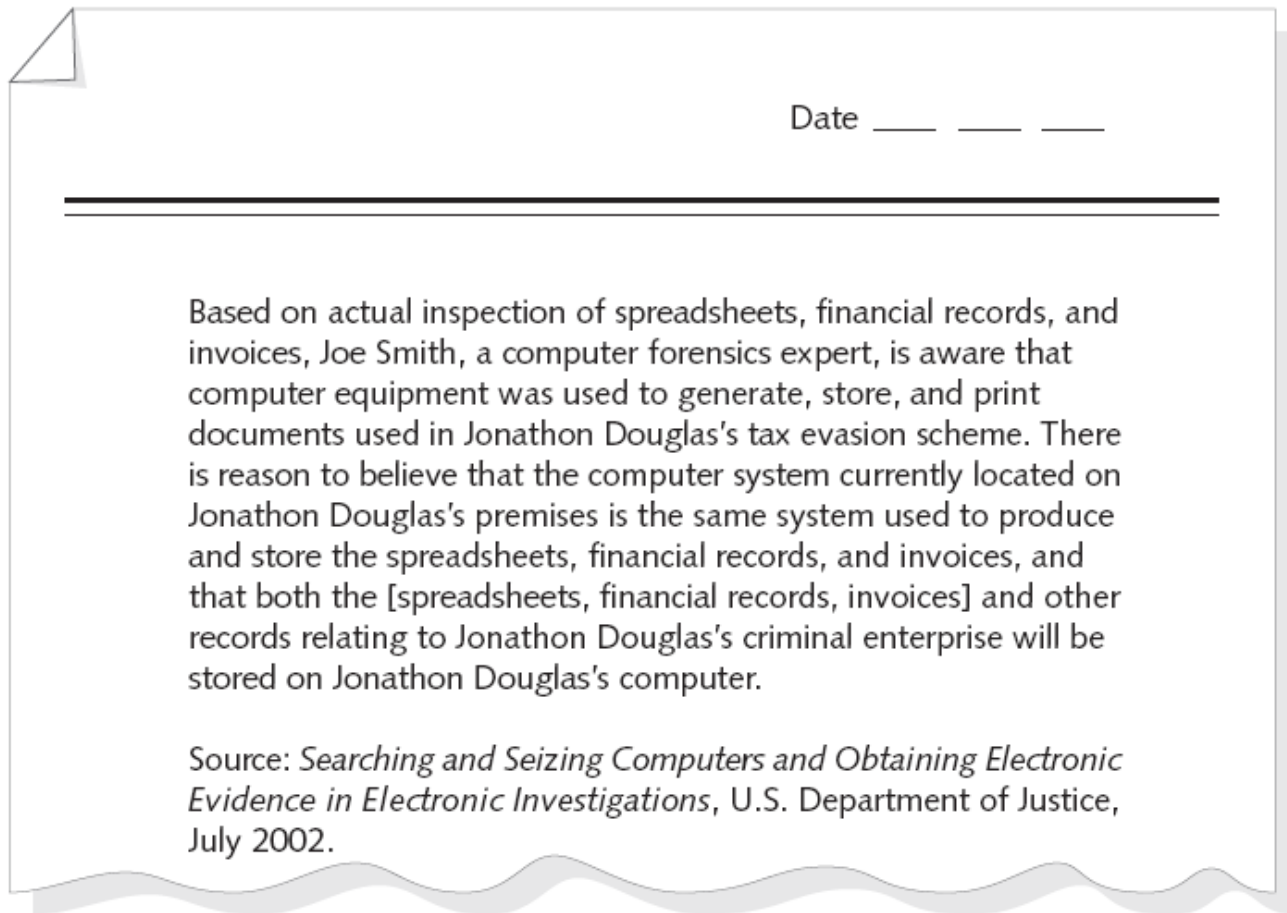 Date ___ ___ ___
Based on actual inspection of spreadsheets, financial records, and
invoices, Joe Smith, a computer forensics expert, is aware that
computer equipment was used to generate, store, and print
documents used in Jonathon Douglas's tax evasion scheme. There
is reason to believe that the computer system currently located on
Jonathon Douglas's premises is the same system used to produce
and store the spreadsheets, financial records, and invoices, and
that both the [spreadsheets, financial records, invoices] and other
records relating to Jonathon Douglas's criminal enterprise will be
stored on Jonathon Douglas's computer.
Source: Searching and Seizing Computers and Obtaining Electronic
Evidence in Electronic Investigations, U.S. Department of Justice,
July 2002.